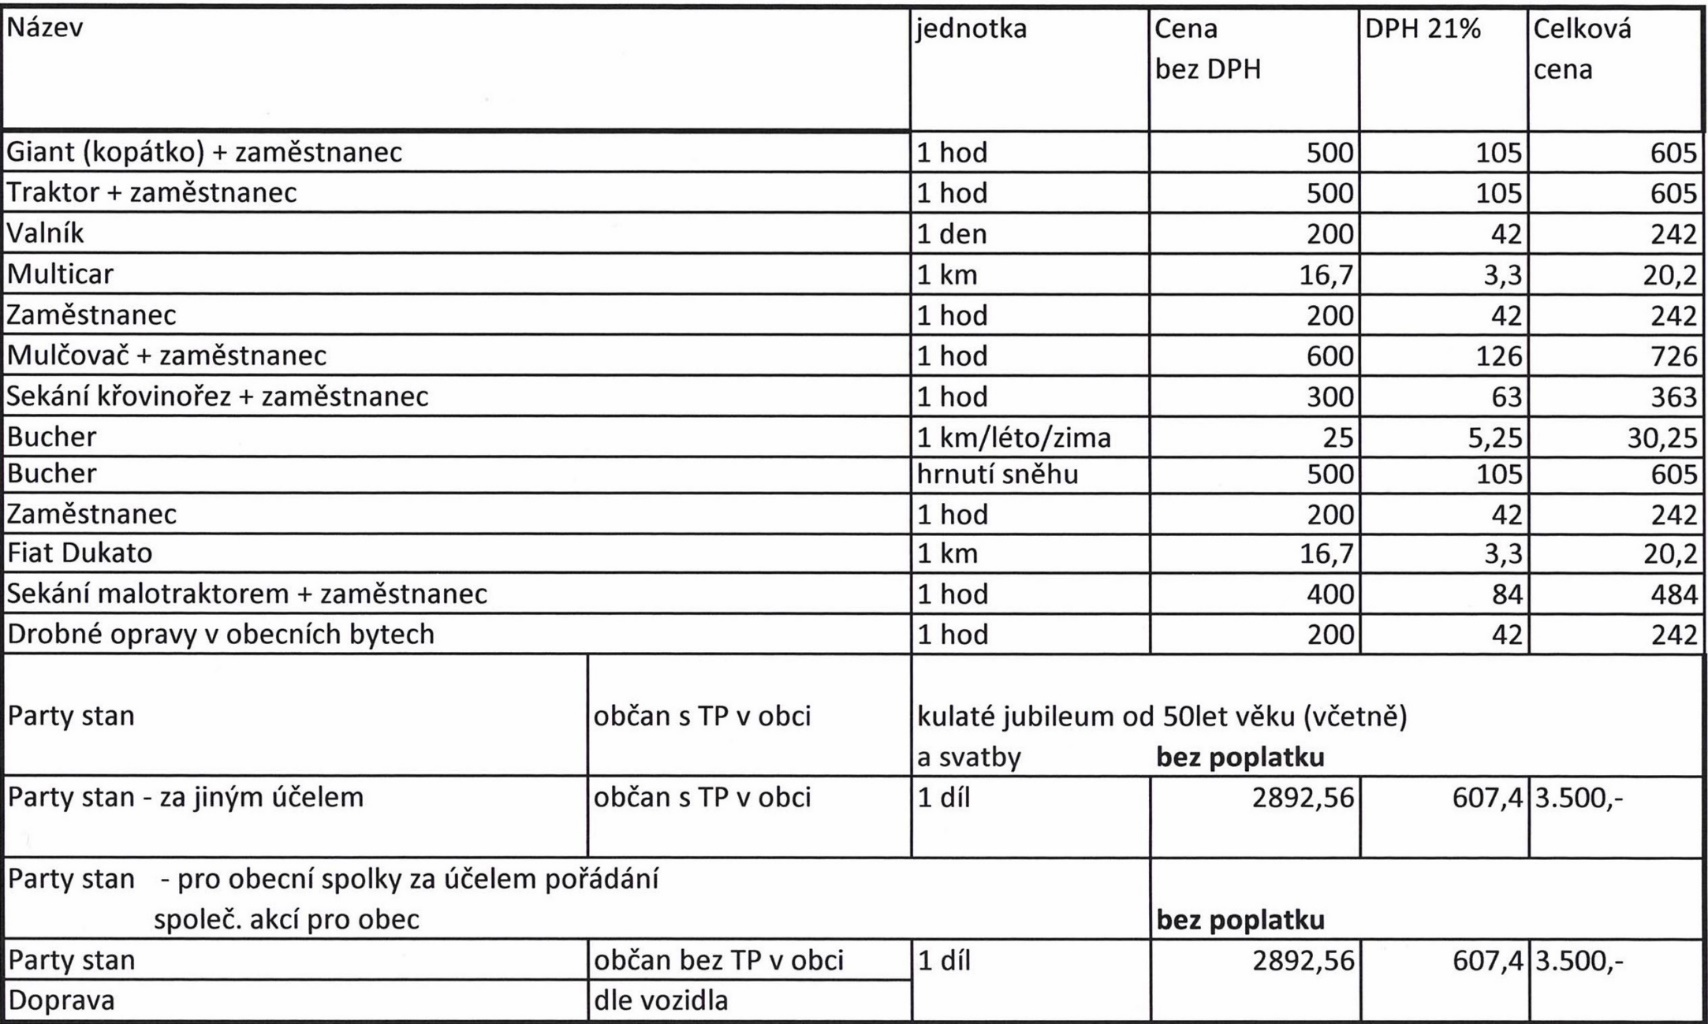 Název jednotka Cena DPH 21% Celková
bez DPH cena
Giant (kopátko) + zaměstnanec 1 hod 500 105 605
Traktor + zaměstnanec 1 hod 500 105 605
Valník 1 den 200 42 242
Multicar 1 km 16,7 3,3 20,2
Zaměstnanec 1 hod 200 42 242
Mulčovač + zaměstnanec 1 hod 600 126 726
Sekání křovinořez + zaměstnanec 1 hod 300 63 363
Bucher 1 km/léto/zima 25 5,25 30,25
Bucher hrnutí sněhu 500 105 605
Zaměstnanec 1 hod 200 42 242
Fiat Dukato 1 km 16,7 3,3 20,2
Sekání malotraktorem + zaměstnanec 1 hod 400 84 484
Drobné opravy v obecních bytech 1 hod 200 42 242
Party stan občan s TP v obci kulaté jubileum od 50let věku (včetně)
a svatby bez poplatku
Party stan - za jiným účelem občan s TP v obci 1 díl 2892,56 607,4 3.500,-
Party stan - pro obecní spolky za účelem pořádání
společ. akcí pro obec bez poplatku
Party stan občan bez TP v obci 1 díl 2892,56 607,4 3.500,-
Doprava dle vozidla